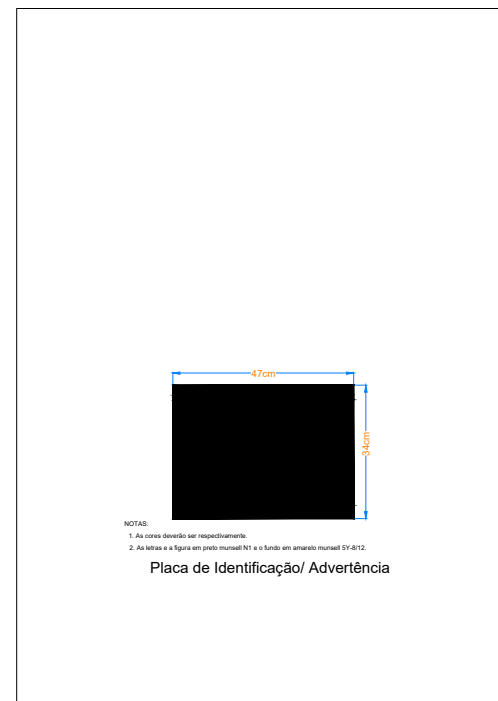 47cm
34cm
NOTAS:
1. As cores deverão ser respectivamente.
2. As letras e a figura em preto munsell N1 e o fundo em amarelo munsell 5Y-8/12.
Placa de Identificação/ Advertência